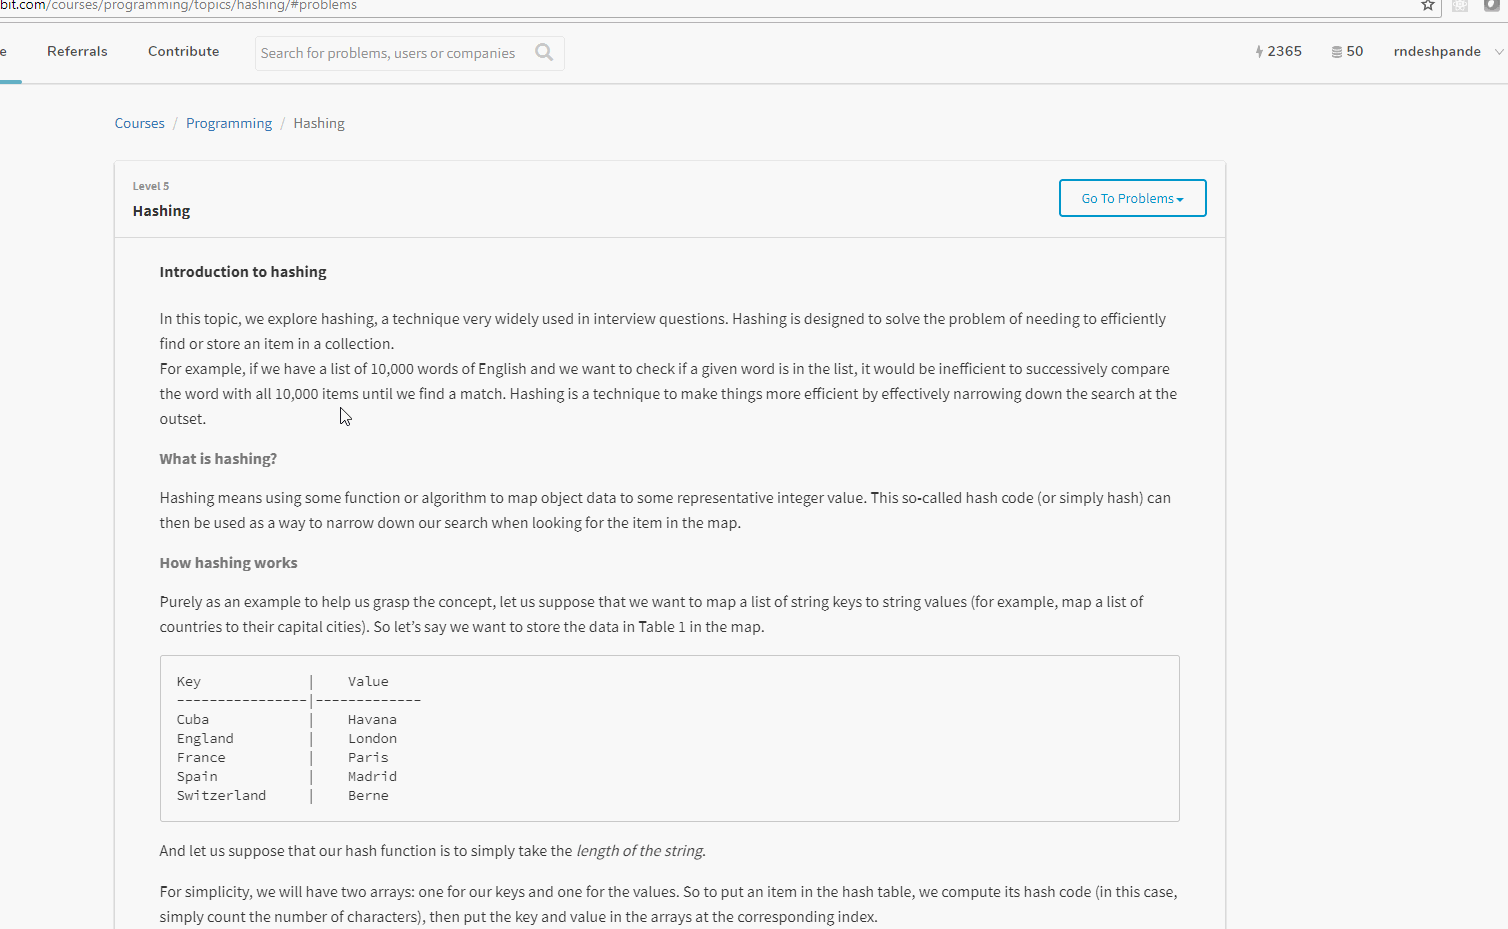 bit.com/courses/programming/topics/hashing/#problems
e Referrals Contribute Search for problems, users or companies 2365 50 rndeshpande
Courses / Programming / Hashing
Level 5
Hashing
Go To Problems
Introduction to hashing
In this topic, we explore hashing, a technique very widely used in interview questions. Hashing is designed to solve the problem of needing to efficiently
find or store an item in a collection.
For example, if we have a list of 10,000 words of English and we want to check if a given word is in the list, it would be inefficient to successively compare
the word with all 10,000 items until we find a match. Hashing is a technique to make things more efficient by effectively narrowing down the search at the
outset.
What is hashing?
Hashing means using some function or algorithm to map object data to some representative integer value. This so-called hash code (or simply hash) can
then be used as a way to narrow down our search when looking for the item in the map.
How hashing works
Purely as an example to help us grasp the concept, let us suppose that we want to map a list of string keys to string values (for example, map a list of
countries to their capital cities). So let’s say we want to store the data in Table 1 in the map.
Key | Value
----------------|-------------
Cuba | Havana
England | London
France | Paris
Spain | Madrid
Switzerland | Berne
And let us suppose that our hash function is to simply take the length of the string.
For simplicity, we will have two arrays: one for our keys and one for the values. So to put an item in the hash table, we compute its hash code (in this case,
simply count the number of characters), then put the key and value in the arrays at the corresponding index.